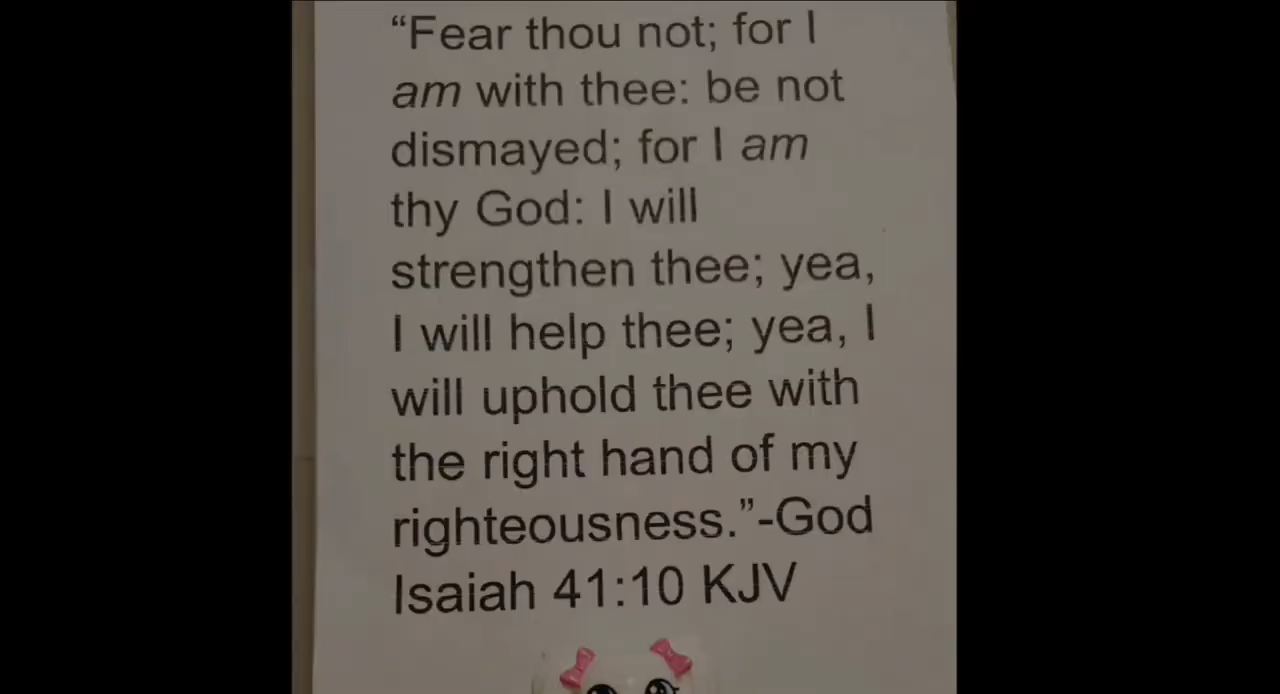 “Fear thou not; for I
am with thee: be not
dismayed; for I am
thy God: I will
strengthen thee; yea,
I will help thee; yea, I
will uphold thee with
the right hand of my
righteousness.”-God
Isaiah 41:10 KJV